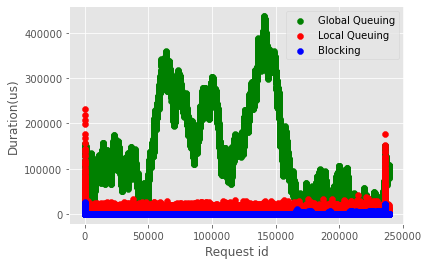 Global Queuing
Local Queuing
Blocking
Duration(us)
400000
300000
200000
100000
0
0
50000
100000
150000
200000
250000
Request id